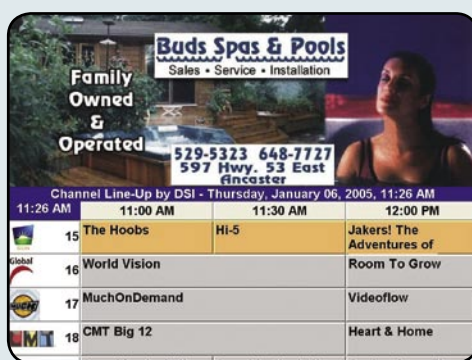 Buds Spas & Pools
Sales • Service • Installation
Family
Owned
&
Operated
529-5323 648-7727
597 Hwy. 53 East
Ancaster
Channel Line-Up by DSI - Thursday, January 06, 2005, 11:26 AM
11:26 AM 11:00 AM 11:30 AM 12:00 PM
15 The Hoobs Hi-5 Jakers! The
Adventures of
Global
16 World Vision Room To Grow
MUCH
17 MuchOnDemand Videoflow
CMT
18 CMT Big 12 Heart & Home